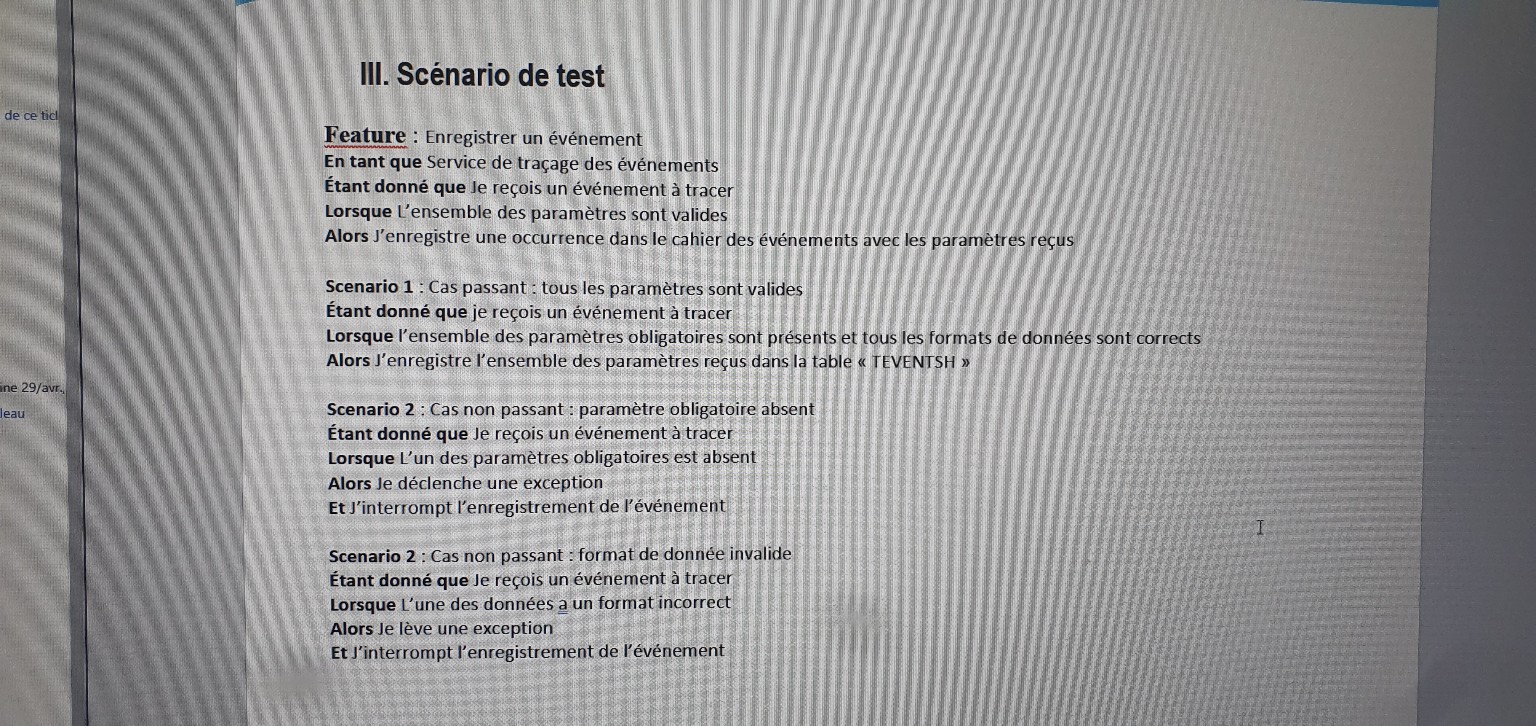 III. Scénario de test
de ce
Feature : Enregistrer un événement
En tant que Service de traçage des événements
Étant donné que Je reçois un événement à tracer
Lorsque L’ensemble des paramètres sont valides
Alors J’enregistre une occurrence dans le cahier des événements avec les paramètres reçus
Scenario 1 : Cas passant : tous les paramètres sont valides
Étant donné que je reçois un événement à tracer
Lorsque l’ensemble des paramètres obligatoires sont présents et tous les formats de données sont corrects
Alors J’enregistre l’ensemble des paramètres reçus dans la table « TEVENTSH »
29/avr.
Scenario 2 : Cas non passant : paramètre obligatoire absent
leau
Étant donné que Je reçois un événement à tracer
Lorsque L’un des paramètres obligatoires est absent
Alors Je déclenche une exception
Et J’interrompt l’enregistrement de l’événement
Scenario 2 : Cas non passant : format de donnée invalide
Étant donné que Je reçois un événement à tracer
Lorsque L’une des données a un format incorrect
Alors Je lève une exception
Et J’interrompt l’enregistrement de l’événement